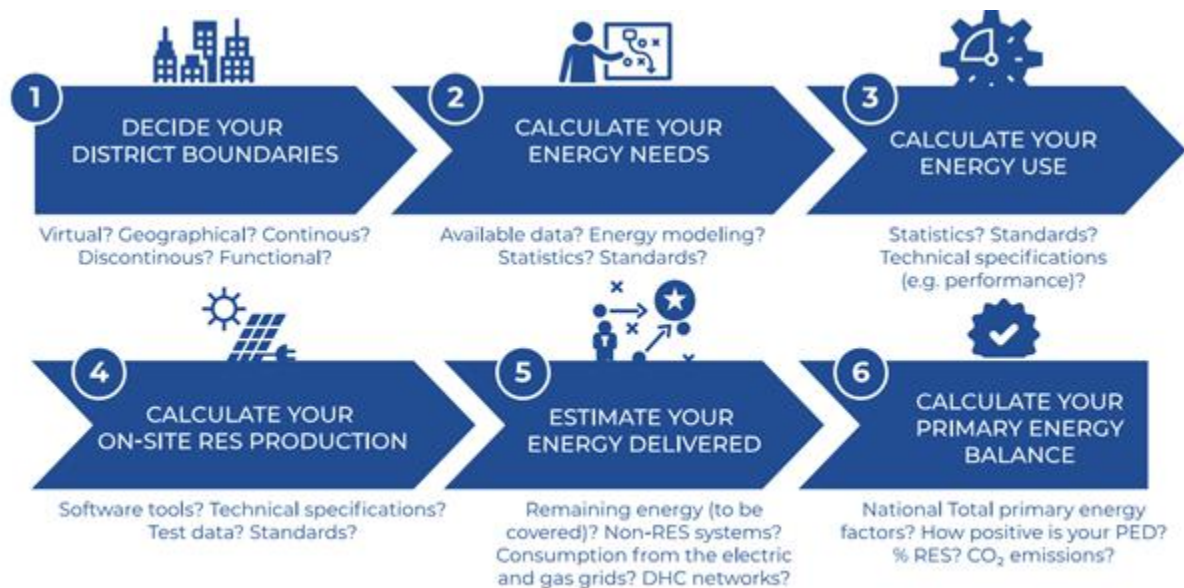 1
DECIDE YOUR
DISTRICT BOUNDARIES
Virtual? Geographical? Continous?
Discontinous? Functional?
2
CALCULATE YOUR
ENERGY NEEDS
Available data? Energy modeling?
Statistics? Standards?
3
CALCULATE YOUR
ENERGY USE
Statistics? Standards?
Technical specifications
(e.g. performance)?
4
CALCULATE YOUR
ON-SITE RES PRODUCTION
Software tools? Technical specifications?
Test data? Standards?
5
ESTIMATE YOUR
ENERGY DELIVERED
Remaining energy (to be
covered)? Non-RES systems?
Consumption from the electric
and gas grids? DHC networks?
6
CALCULATE YOUR
PRIMARY ENERGY
BALANCE
National Total primary energy
factors? How positive is your PED?
% RES? CO₂ emissions?